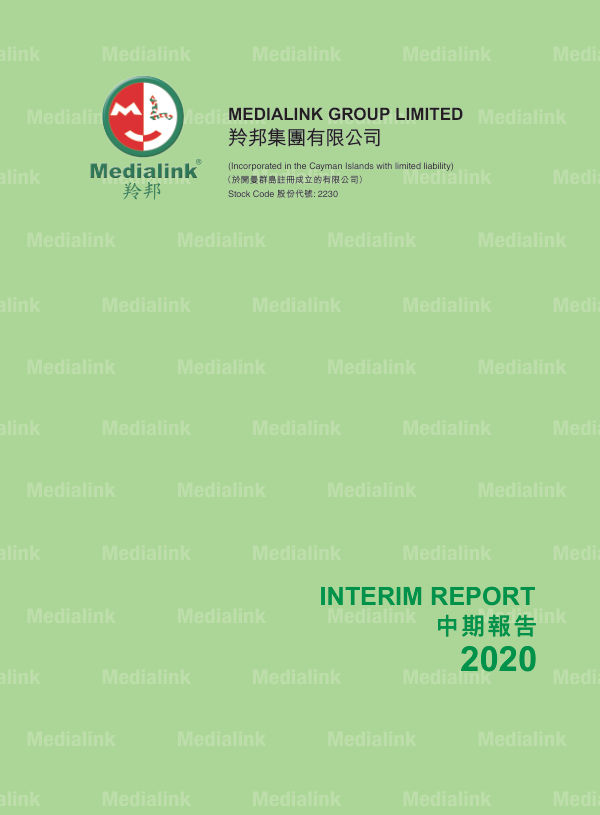 Medialink®
羚邦
MEDIALINK GROUP LIMITED
羚邦集團有限公司
(Incorporated in the Cayman Islands with limited liability)
(於開曼群島註冊成立的有限公司)
Stock Code 股份代號: 2230
INTERIM REPORT
中期報告
2020